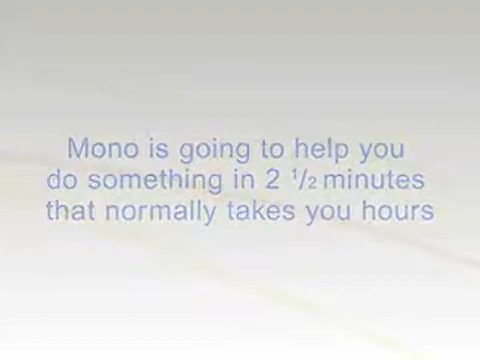 Mono is going to help you
do something in 2 ½ minutes
that normally takes you hours